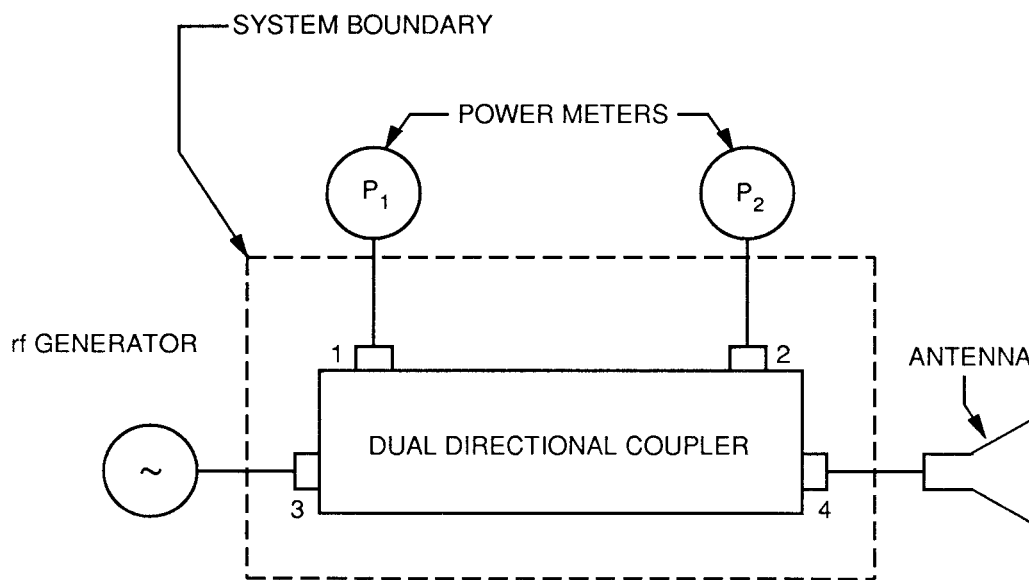 SYSTEM BOUNDARY
POWER METERS
P1
P2
rf GENERATOR
1
2
ANTENNA
DUAL DIRECTIONAL COUPLER
~
3
4